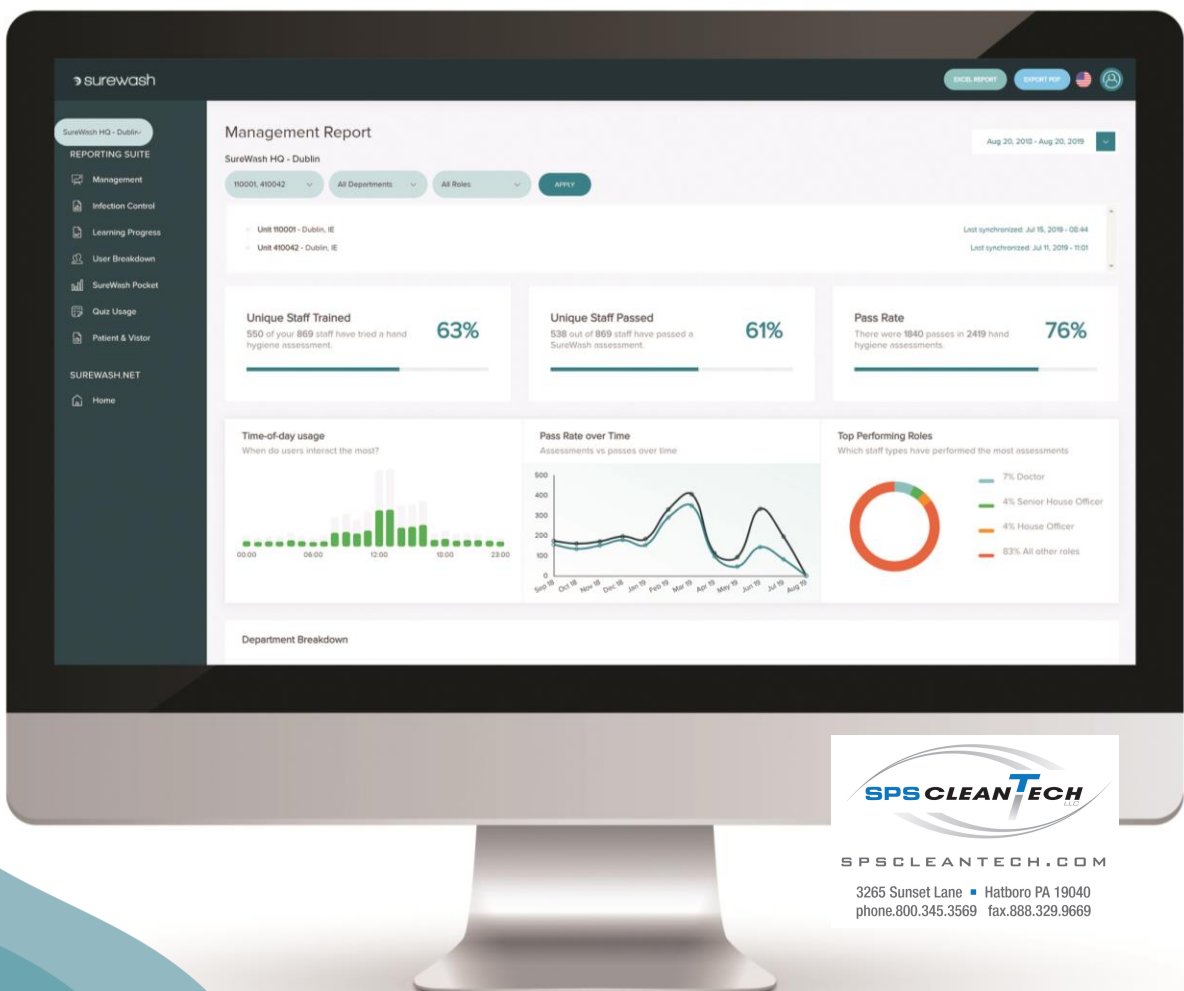 surewash
EXCEL REPORT
EXPORT PDF
SureWash HQ - Dublin
REPORTING SUITE
Management
Infection Control
Learning Progress
User Breakdown
SureWash Pocket
Quiz Usage
Patient & Vistor
SUREWASH.NET
Home
Management Report
Aug 20, 2018 - Aug 20, 2019
SureWash HQ - Dublin
110001, 410042
All Departments
All Roles
APPLY
Unit 110001 - Dublin, IE
Last synchronized: Jul 15, 2019 - 08:44
Unit 410042 - Dublin, IE
Last synchronized: Jul 11, 2019 - 11:01
Unique Staff Trained
550 of your 869 staff have tried a hand
hygiene assessment.
63%
Unique Staff Passed
538 out of 869 staff have passed a
SureWash assessment.
61%
Pass Rate
There were 1840 passes in 2419 hand
hygiene assessments.
76%
Time-of-day usage
When do users interact the most?
00:00 06:00 12:00 18:00 23:00
Pass Rate over Time
Assessments vs passes over time
500
400
300
200
100
0
Sep 18 Oct 18 Nov 18 Dec 18 Jan 19 Feb 19 Mar 19 Apr 19 May 19 Jun 19 Jul 19 Aug 19
Top Performing Roles
Which staff types have performed the most assessments
7% Doctor
4% Senior House Officer
4% House Officer
83% All other roles
Department Breakdown
SPS CLEANTECH
LLC
SPSCLEANTECH.COM
3265 Sunset Lane ▪ Hatboro PA 19040
phone.800.345.3569 fax.888.329.9669